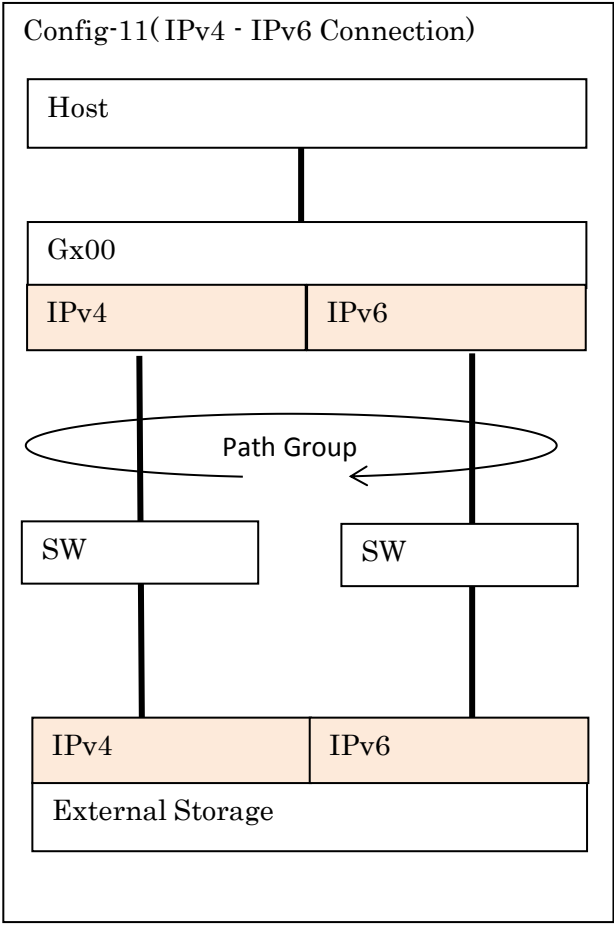 Config-11( IPv4 - IPv6 Connection)
Host
Gx00
IPv4
IPv6
Path Group
SW
SW
IPv4
IPv6
External Storage